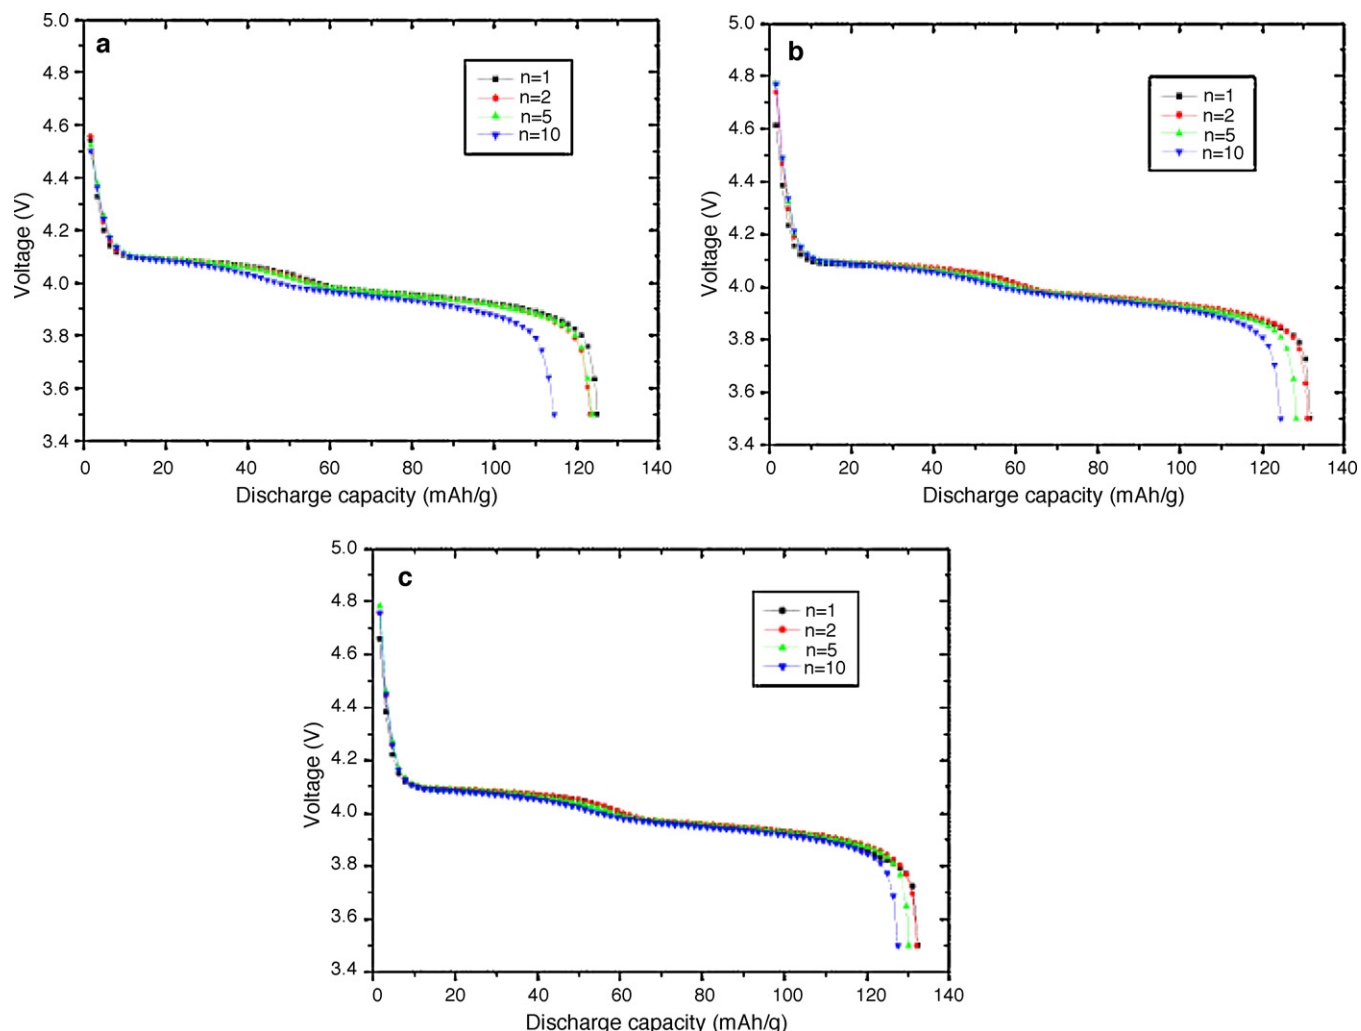 a
5.0
4.8
4.6
4.4
4.2
4.0
3.8
3.6
3.4
Voltage (V)
n=1
n=2
n=5
n=10
0 20 40 60 80 100 120 140
Discharge capacity (mAh/g)
b
5.0
4.8
4.6
4.4
4.2
4.0
3.8
3.6
3.4
Voltage (V)
n=1
n=2
n=5
n=10
0 20 40 60 80 100 120 140
Discharge capacity (mAh/g)
c
5.0
4.8
4.6
4.4
4.2
4.0
3.8
3.6
3.4
Voltage (V)
n=1
n=2
n=5
n=10
0 20 40 60 80 100 120 140
Discharge capacity (mAh/g)